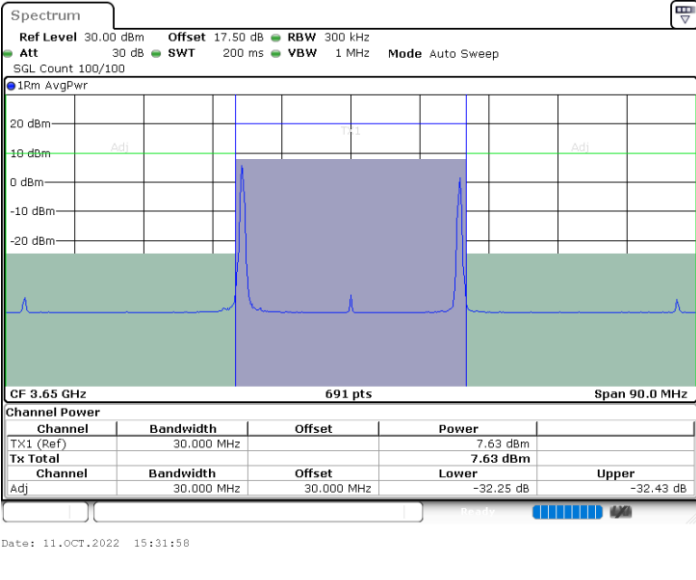 Spectrum
Ref Level 30.00 dBm Offset 17.50 dB RBW 300 kHz
Att 30 dB SWT 200 ms VBW 1 MHz Mode Auto Sweep
SGL Count 100/100
1Rm AvgPwr
20 dBm
TX1
Adj Adj
10 dBm
0 dBm
-10 dBm
-20 dBm
CF 3.65 GHz 691 pts Span 90.0 MHz
Channel Power
Channel Bandwidth Offset Power
TX1 (Ref) 30.000 MHz 7.63 dBm
Tx Total 7.63 dBm
Channel Bandwidth Offset Lower Upper
Adj 30.000 MHz 30.000 MHz -32.25 dB -32.43 dB
Ready
Date: 11.OCT.2022 15:31:58